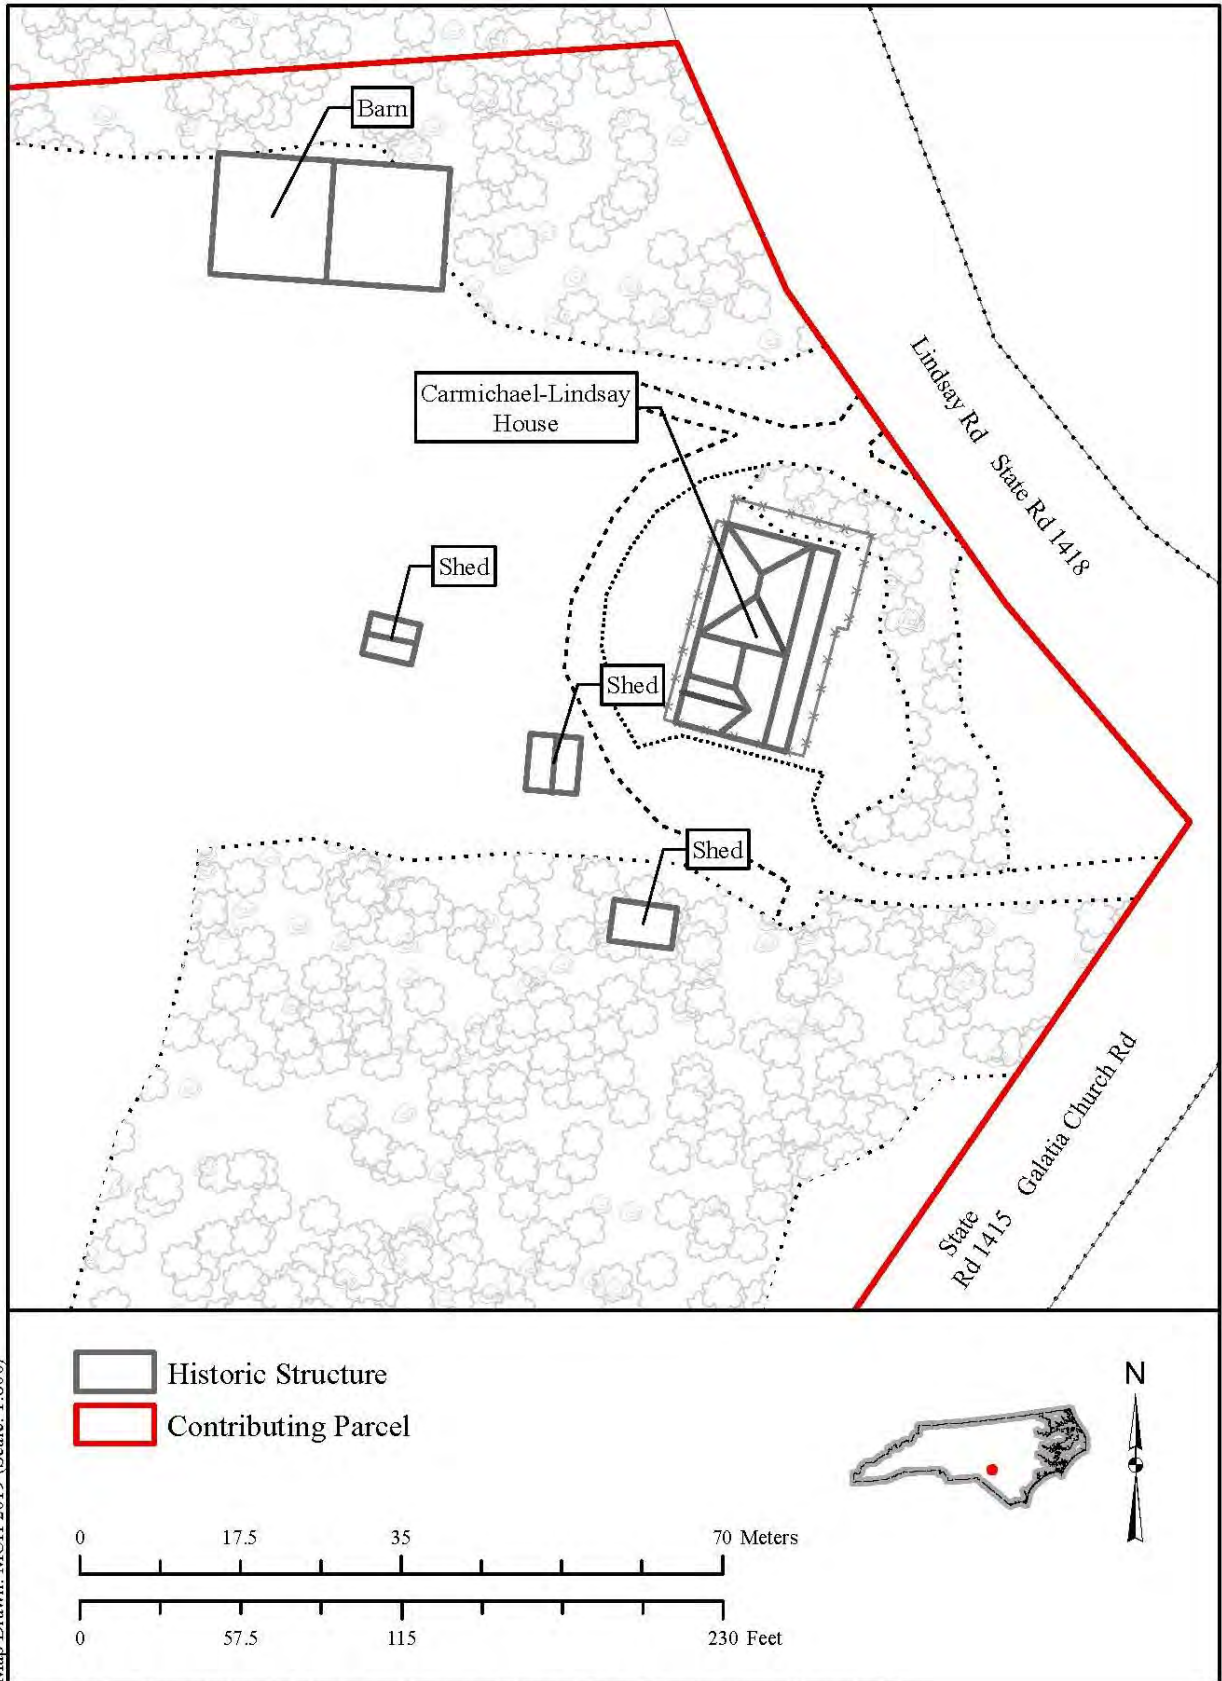 Barn
Carmichael-Lindsay
House
Lindsay Rd State Rd 1418
Shed
Shed
Shed
State
Rd 1415 Galatia Church Rd
Historic Structure
Contributing Parcel
N
0 17.5 35 70 Meters
0 57.5 115 230 Feet